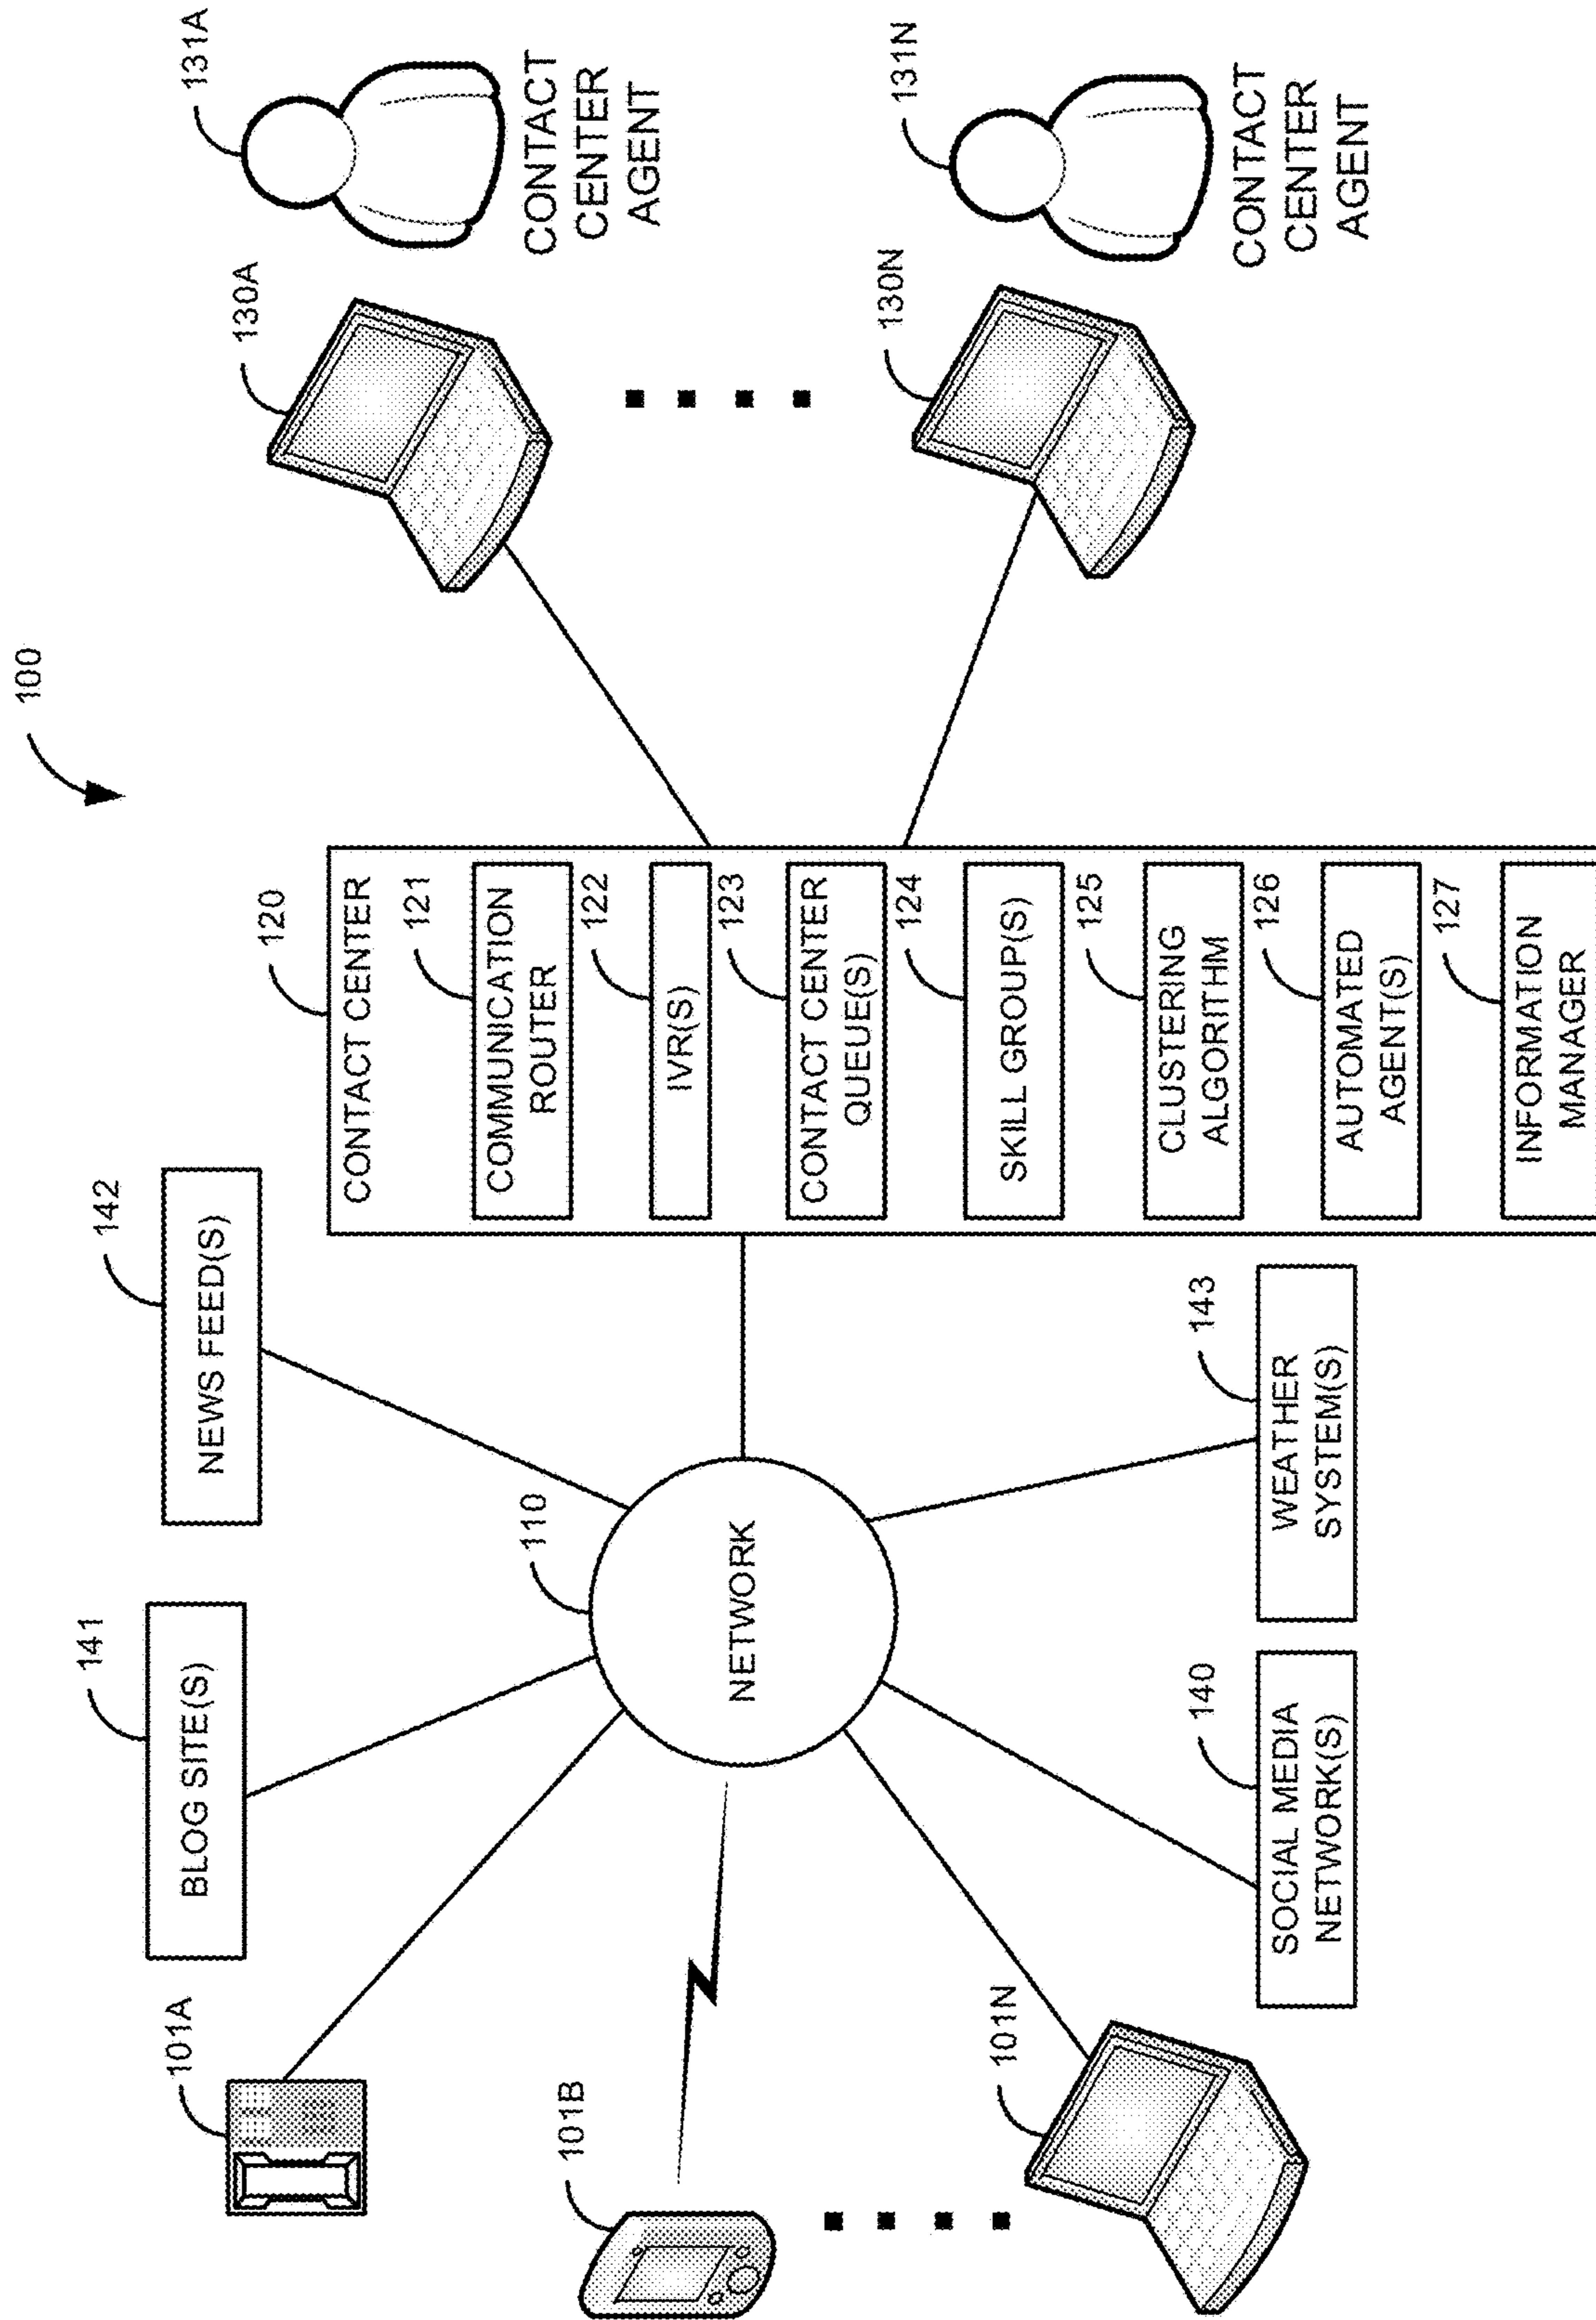 100
101A
101B
101N
141
BLOG SITE(S)
142
NEWS FEED(S)
110
NETWORK
140
SOCIAL MEDIA
NETWORK(S)
143
WEATHER
SYSTEM(S)
120
CONTACT CENTER
121
COMMUNICATION
ROUTER
122
IVR(S)
123
CONTACT CENTER
QUEUE(S)
124
SKILL GROUP(S)
125
CLUSTERING
ALGORITHM
126
AUTOMATED
AGENT(S)
127
INFORMATION
MANAGER
130A
131A
CONTACT
CENTER
AGENT
130N
131N
CONTACT
CENTER
AGENT